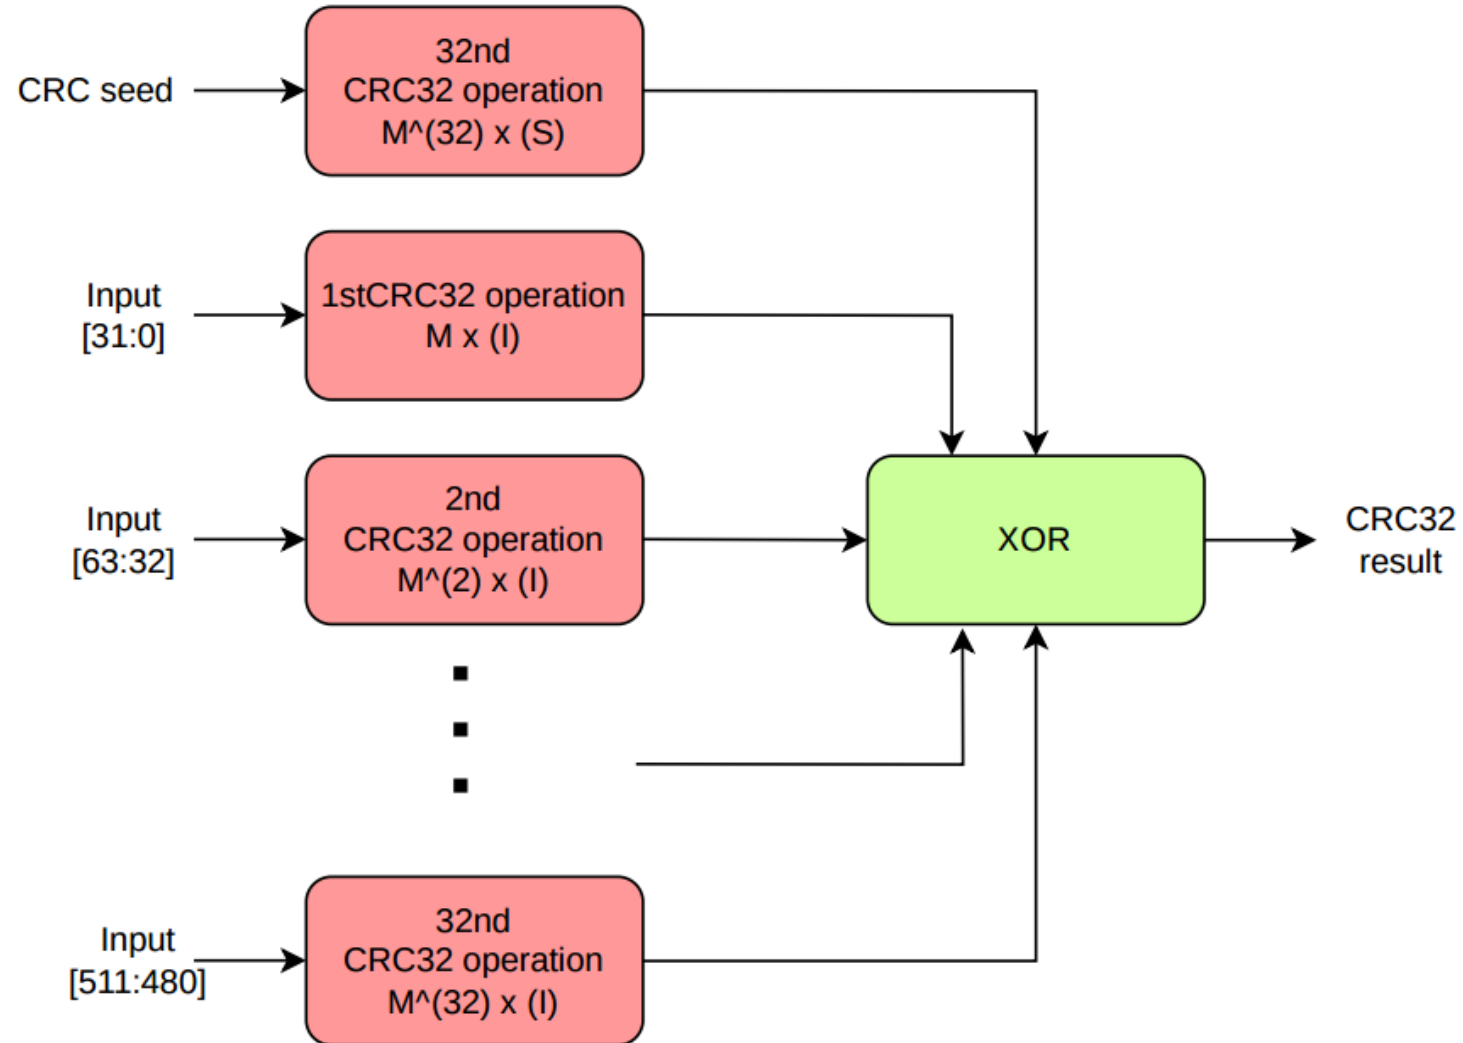 CRC seed
32nd
CRC32 operation
M^(32) x (S)
Input
[31:0]
1stCRC32 operation
M x (I)
Input
[63:32]
2nd
CRC32 operation
M^(2) x (I)
XOR
CRC32
result
Input
[511:480]
32nd
CRC32 operation
M^(32) x (I)